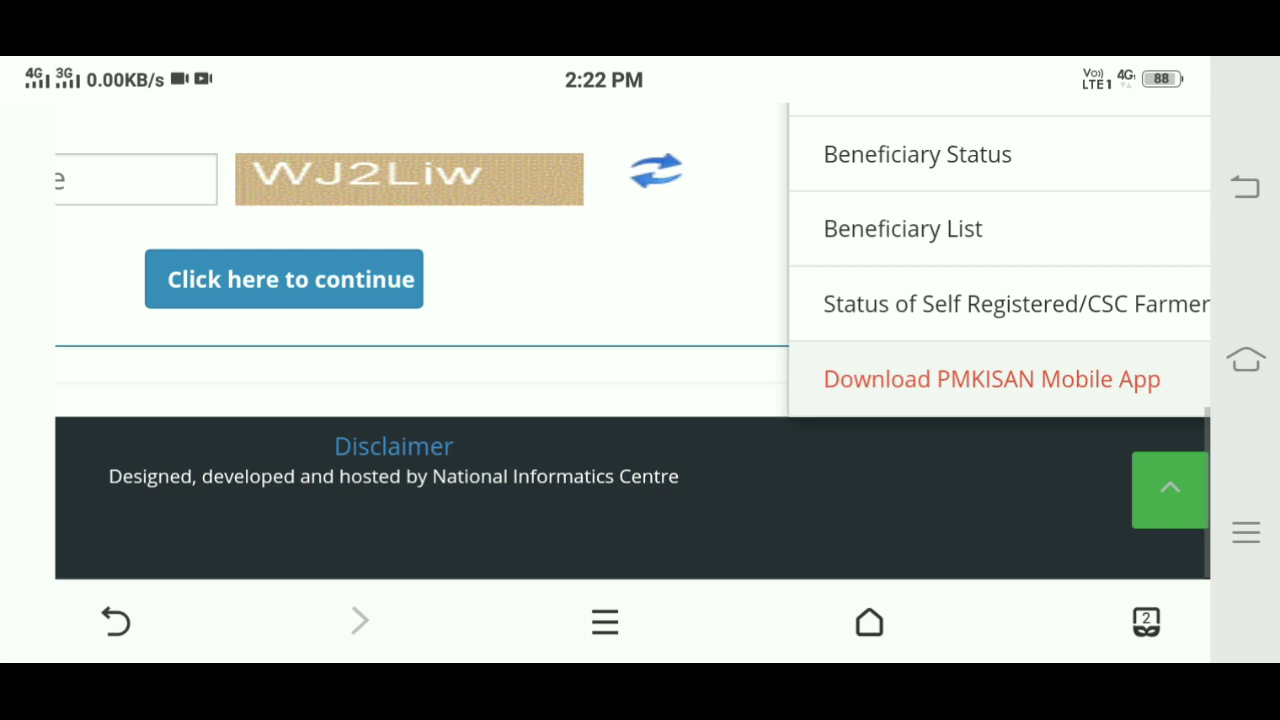 4G 3G 0.00KB/s 2:22 PM Vo)) LTE1 4G 88
Beneficiary Status
e WJ2Liw
Beneficiary List
Click here to continue
Status of Self Registered/CSC Farmer
Download PMKISAN Mobile App
Disclaimer
Designed, developed and hosted by National Informatics Centre
2